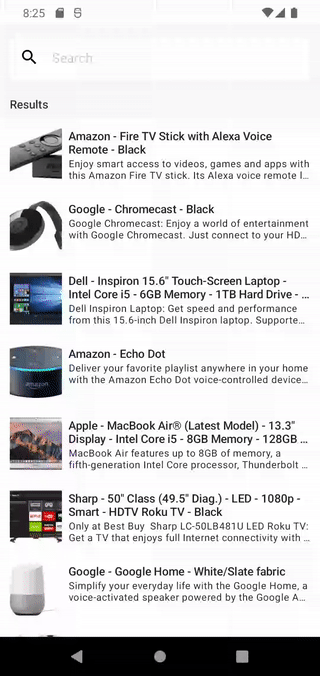 8:25
Search
Results
Amazon - Fire TV Stick with Alexa Voice
Remote - Black
Enjoy smart access to videos, games and apps with
this Amazon Fire TV stick. Its Alexa voice remote l…
Google - Chromecast - Black
Google Chromecast: Enjoy a world of entertainment
with Google Chromecast. Just connect to your HD…
Dell - Inspiron 15.6" Touch-Screen Laptop -
Intel Core i5 - 6GB Memory - 1TB Hard Drive - …
Dell Inspiron Laptop: Get speed and performance
from this 15.6-inch Dell Inspiron laptop. Supporte…
Amazon - Echo Dot
Deliver your favorite playlist anywhere in your home
with the Amazon Echo Dot voice-controlled device…
amazon
Apple - MacBook Air® (Latest Model) - 13.3"
Display - Intel Core i5 - 8GB Memory - 128GB …
MacBook Air features up to 8GB of memory, a
fifth-generation Intel Core processor, Thunderbolt …
Sharp - 50" Class (49.5" Diag.) - LED - 1080p -
Smart - HDTV Roku TV - Black
Only at Best Buy  Sharp LC-50LB481U LED Roku TV:
Get a TV that enjoys full Internet connectivity with …
Google - Google Home - White/Slate fabric
Simplify your everyday life with the Google Home, a
voice-activated speaker powered by the Google A…